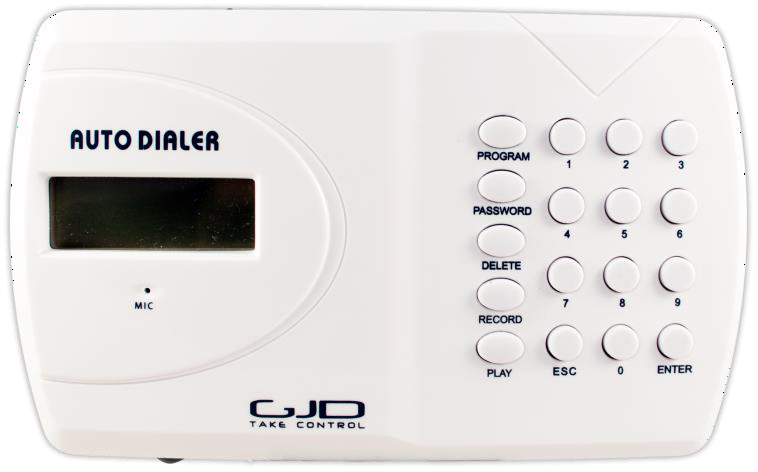 AUTO DIALER
MIC
PROGRAM 1 2 3
PASSWORD 4 5 6
DELETE
7 8 9
RECORD
PLAY ESC 0 ENTER
GJD
TAKE CONTROL